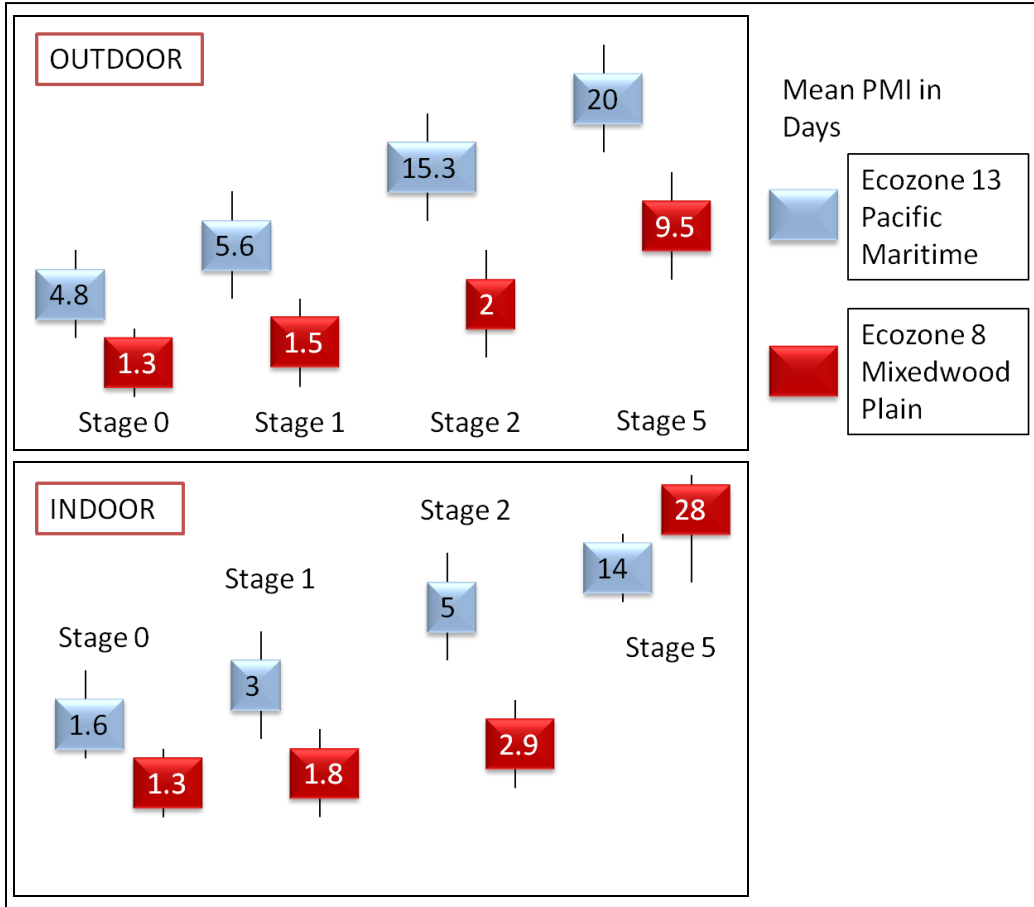 OUTDOOR
20
15.3
9.5
5.6
4.8
2
1.5
1.3
Stage 0
Stage 1
Stage 2
Stage 5
Mean PMI in
Days
Ecozone 13
Pacific
Maritime
Ecozone 8
Mixedwood
Plain
INDOOR
28
Stage 2
14
Stage 1
5
Stage 0
Stage 5
3
1.6
2.9
1.8
1.3